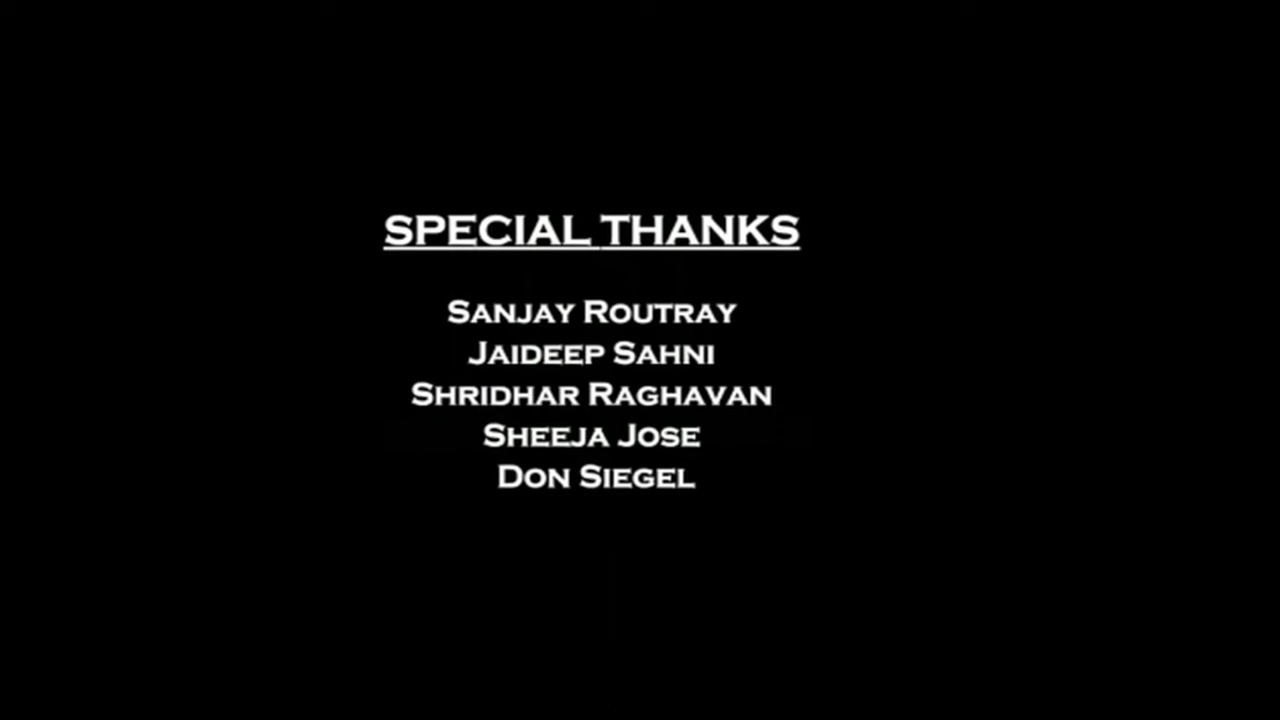 SPECIAL THANKS
SANJAY ROUTRAY
JAIDEEP SAHNI
SHRIDHAR RAGHAVAN
SHEEJA JOSE
DON SIEGEL